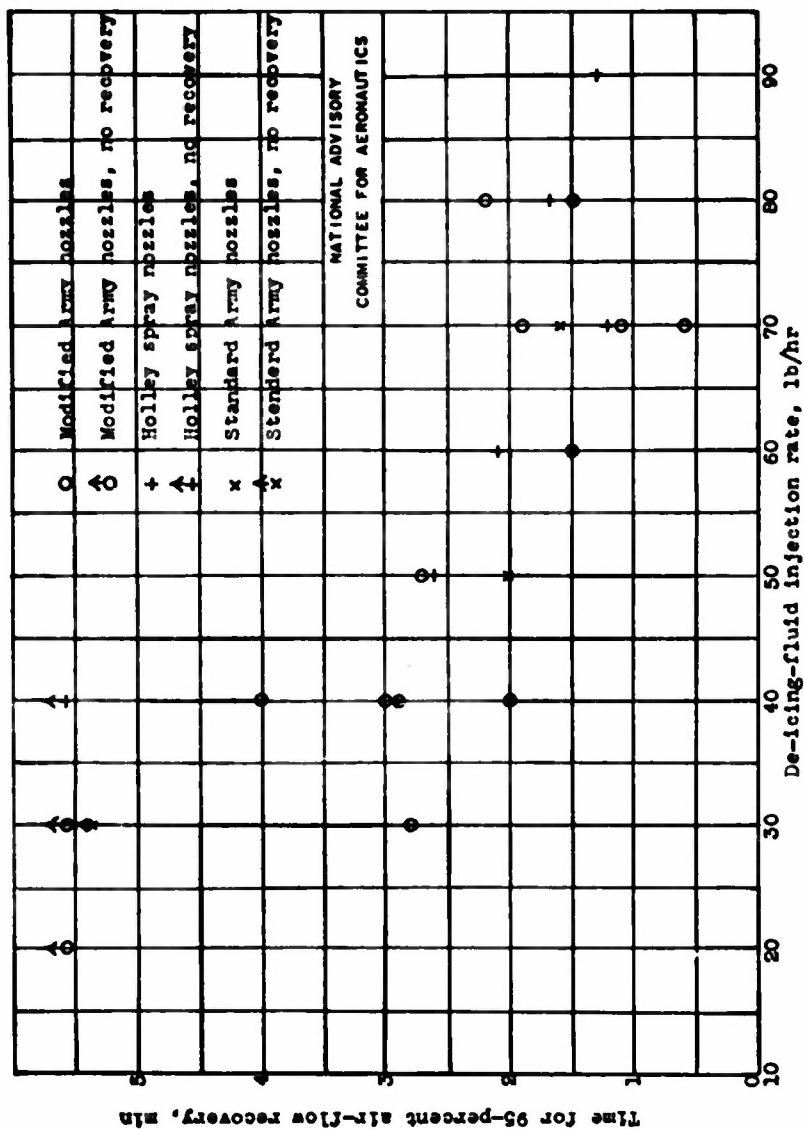 o Modified Army nozzles
Modified Army nozzles, no recovery
+ Holley spray nozzles
Holley spray nozzles, no recovery
x Standard Army nozzles
Stenderd Army nozzles, no recovery
NATIONAL ADVISORY
COMMITTEE FOR AERONAUTICS
Time for 95-percent air-flow recovery, min
5
4
3
2
1
0
10 20 30 40 50 60 70 80 90
De-icing-fluid injection rate, lb/hr